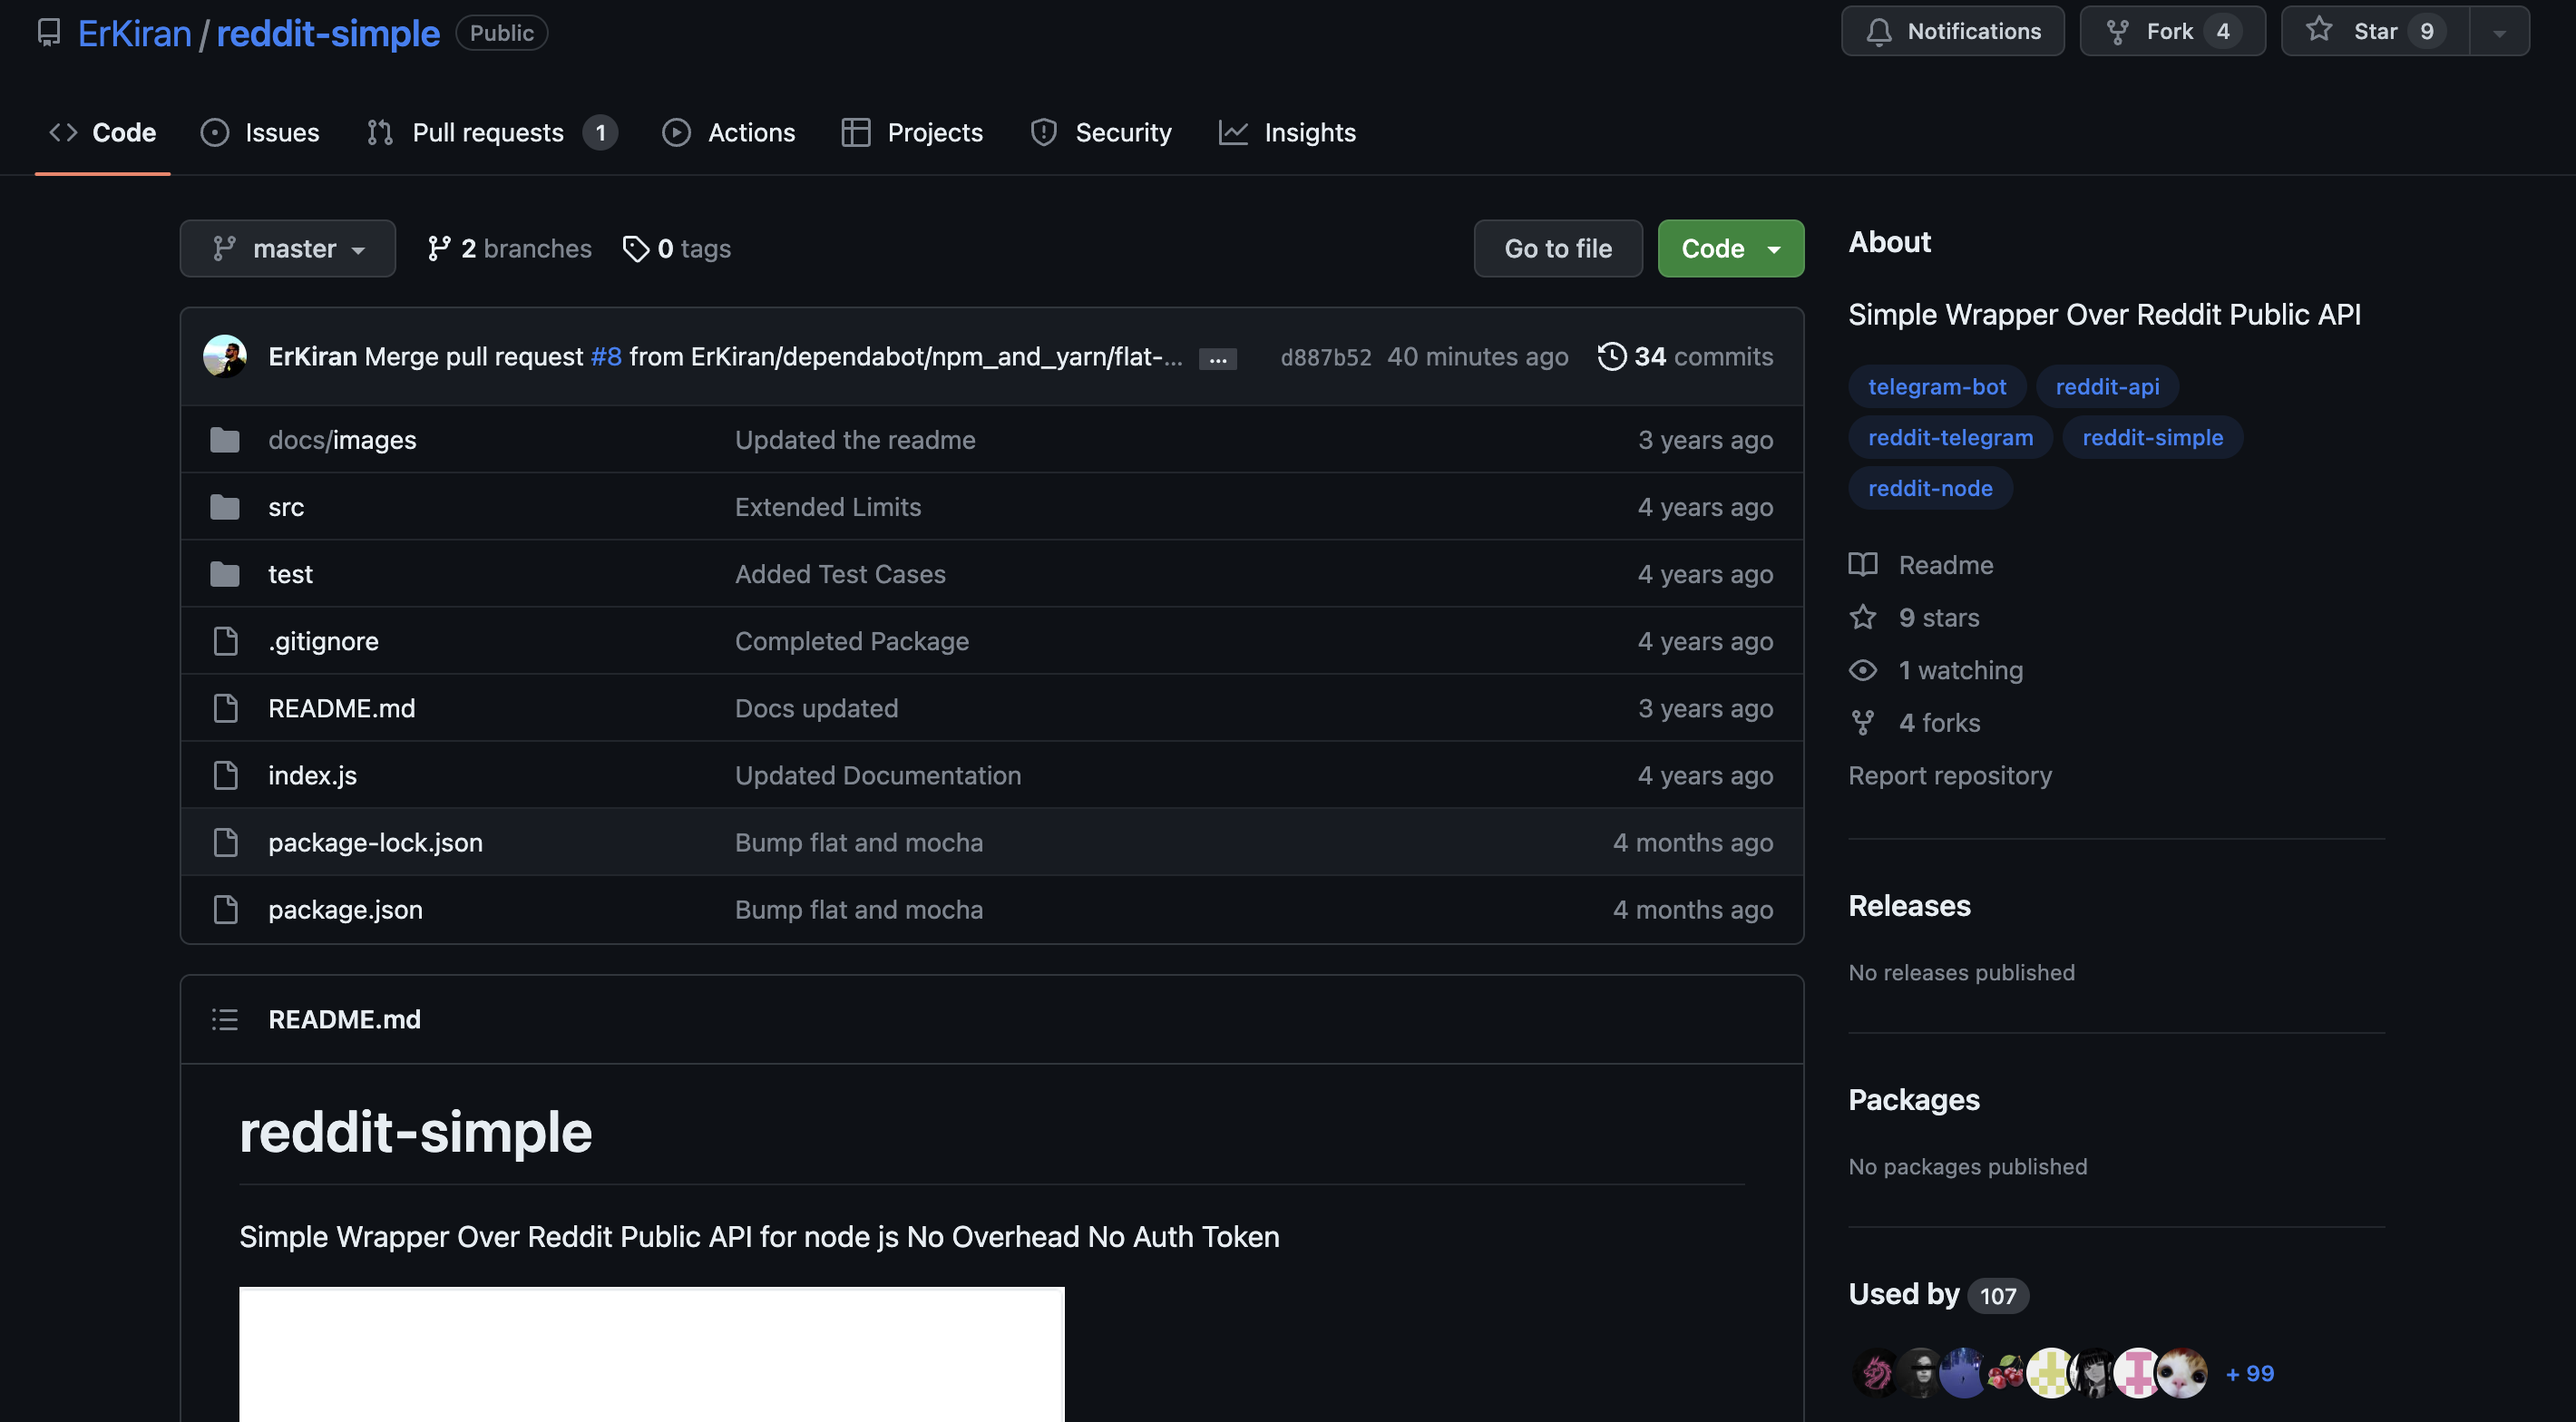 ErKiran / reddit-simple Public Notifications Fork 4 Star 9
Code Issues Pull requests 1 Actions Projects Security Insights
master 2 branches 0 tags Go to file Code
ErKiran Merge pull request #8 from ErKiran/dependabot/npm_and_yarn/flat-... ... d887b52 40 minutes ago 34 commits
docs/images Updated the readme 3 years ago
src Extended Limits 4 years ago
test Added Test Cases 4 years ago
.gitignore Completed Package 4 years ago
README.md Docs updated 3 years ago
index.js Updated Documentation 4 years ago
package-lock.json Bump flat and mocha 4 months ago
package.json Bump flat and mocha 4 months ago
README.md
reddit-simple
Simple Wrapper Over Reddit Public API for node js No Overhead No Auth Token
About
Simple Wrapper Over Reddit Public API
telegram-bot reddit-api
reddit-telegram reddit-simple
reddit-node
Readme
9 stars
1 watching
4 forks
Report repository
Releases
No releases published
Packages
No packages published
Used by 107
+ 99